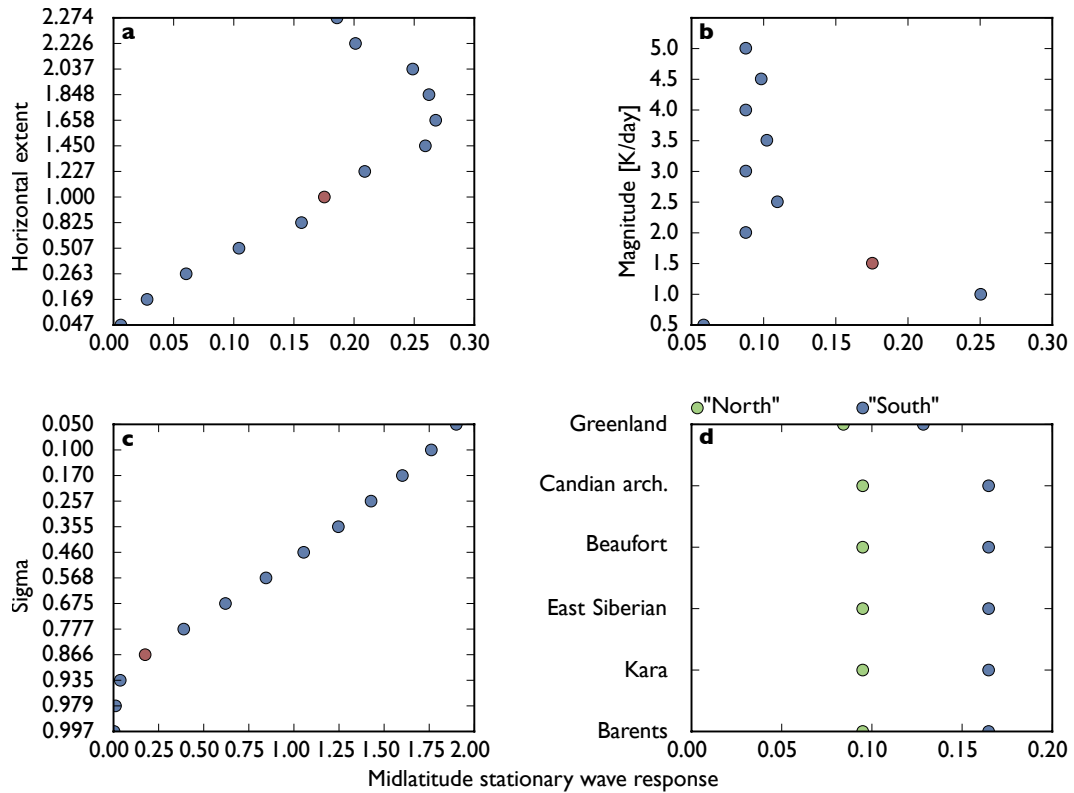 a
Horizontal extent
2.274
2.226
2.037
1.848
1.658
1.450
1.227
1.000
0.825
0.507
0.263
0.169
0.047
0.00 0.05 0.10 0.15 0.20 0.25 0.30
b
Magnitude [K/day]
5.0
4.5
4.0
3.5
3.0
2.5
2.0
1.5
1.0
0.5
0.05 0.10 0.15 0.20 0.25 0.30
c
Sigma
0.050
0.100
0.170
0.257
0.355
0.460
0.568
0.675
0.777
0.866
0.935
0.979
0.997
0.00 0.25 0.50 0.75 1.00 1.25 1.50 1.75 2.00
"North" "South"
d
Greenland
Candian arch.
Beaufort
East Siberian
Kara
Barents
0.00 0.05 0.10 0.15 0.20
Midlatitude stationary wave response